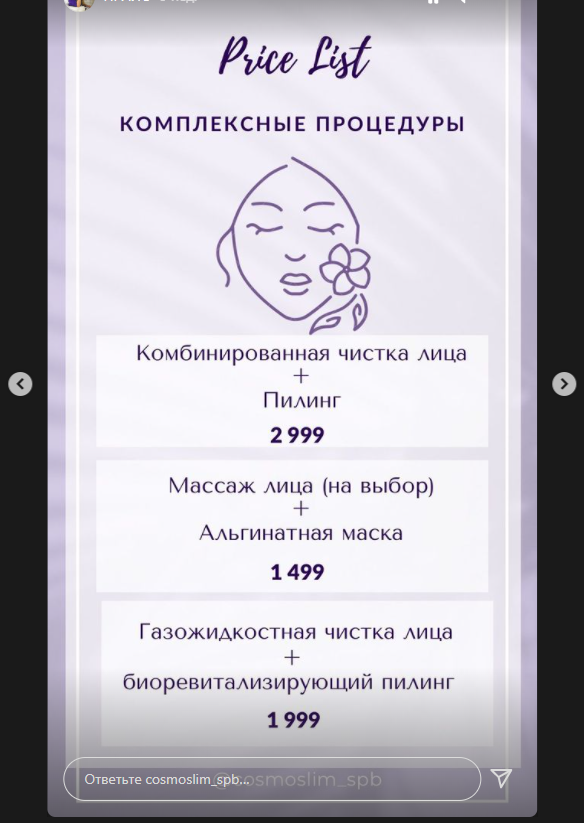 Price List
КОМПЛЕКСНЫЕ ПРОЦЕДУРЫ
Комбинированная чистка лица
+
Пилинг
2 999
Массаж лица (на выбор)
+
Альгинатная маска
1 499
Газожидкостная чистка лица
+
биоревитализирующий пилинг
1 999
Ответьте cosmoslim_spb...
@cosmoslim_spb